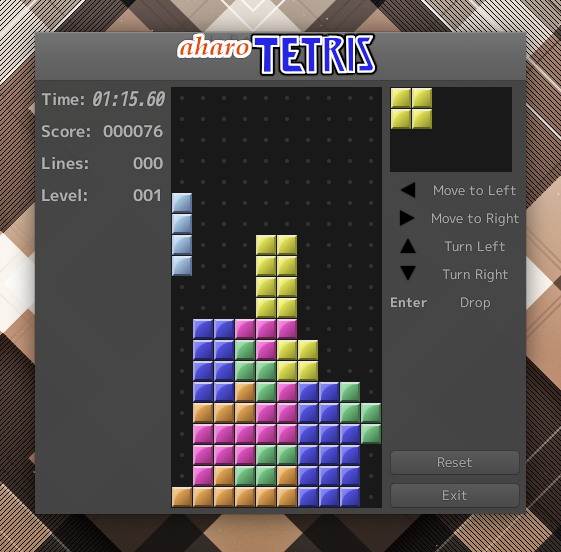 aharo TETRIS
Time: 01:15.60
Score: 000076
Lines: 000
Level: 001
Move to Left
Move to Right
Turn Left
Turn Right
Enter Drop
Reset
Exit